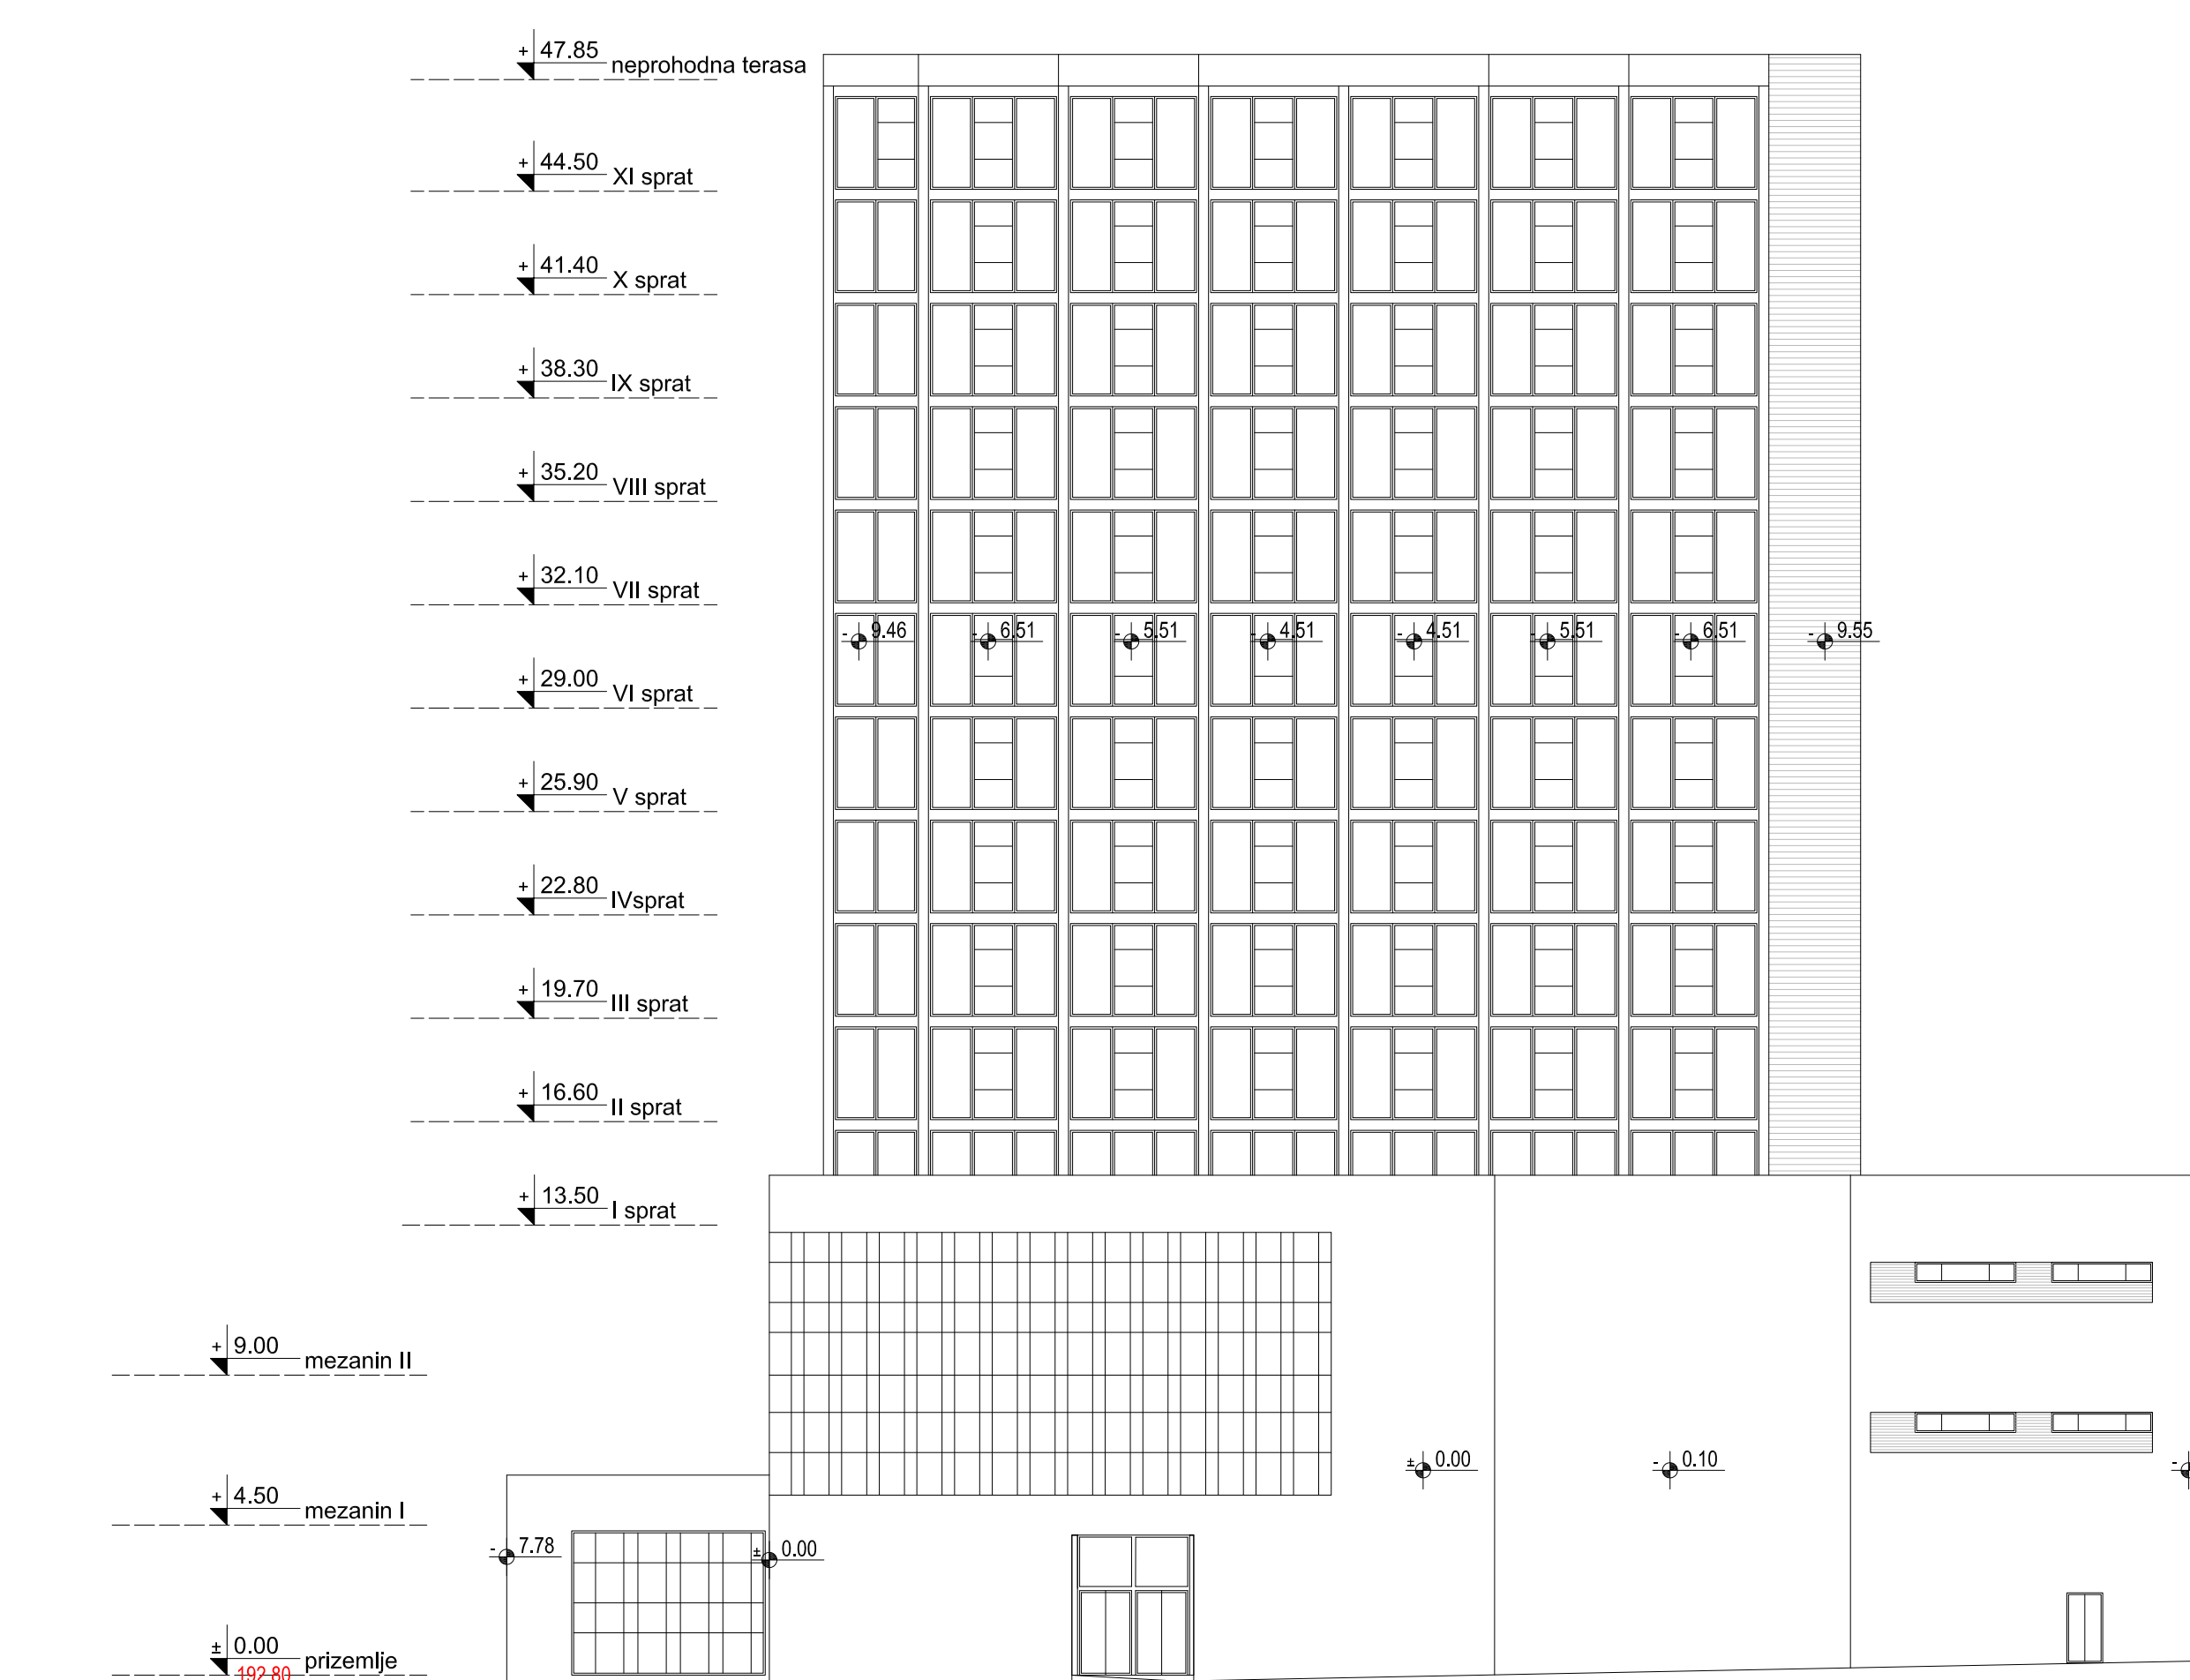 + 47.85 neprohodna terasa
+ 44.50 XI sprat
+ 41.40 X sprat
+ 38.30 IX sprat
+ 35.20 VIII sprat
+ 32.10 VII sprat
- 9.46 - 6.51 - 5.51 - 4.51 - 4.51 - 5.51 - 6.51 - 9.55
+ 29.00 VI sprat
+ 25.90 V sprat
+ 22.80 IVsprat
+ 19.70 III sprat
+ 16.60 II sprat
+ 13.50 I sprat
+ 9.00 mezanin II
± 0.00 - 0.10 -
+ 4.50 mezanin I
- 7.78 ± 0.00
± 0.00 prizemlje
192.80